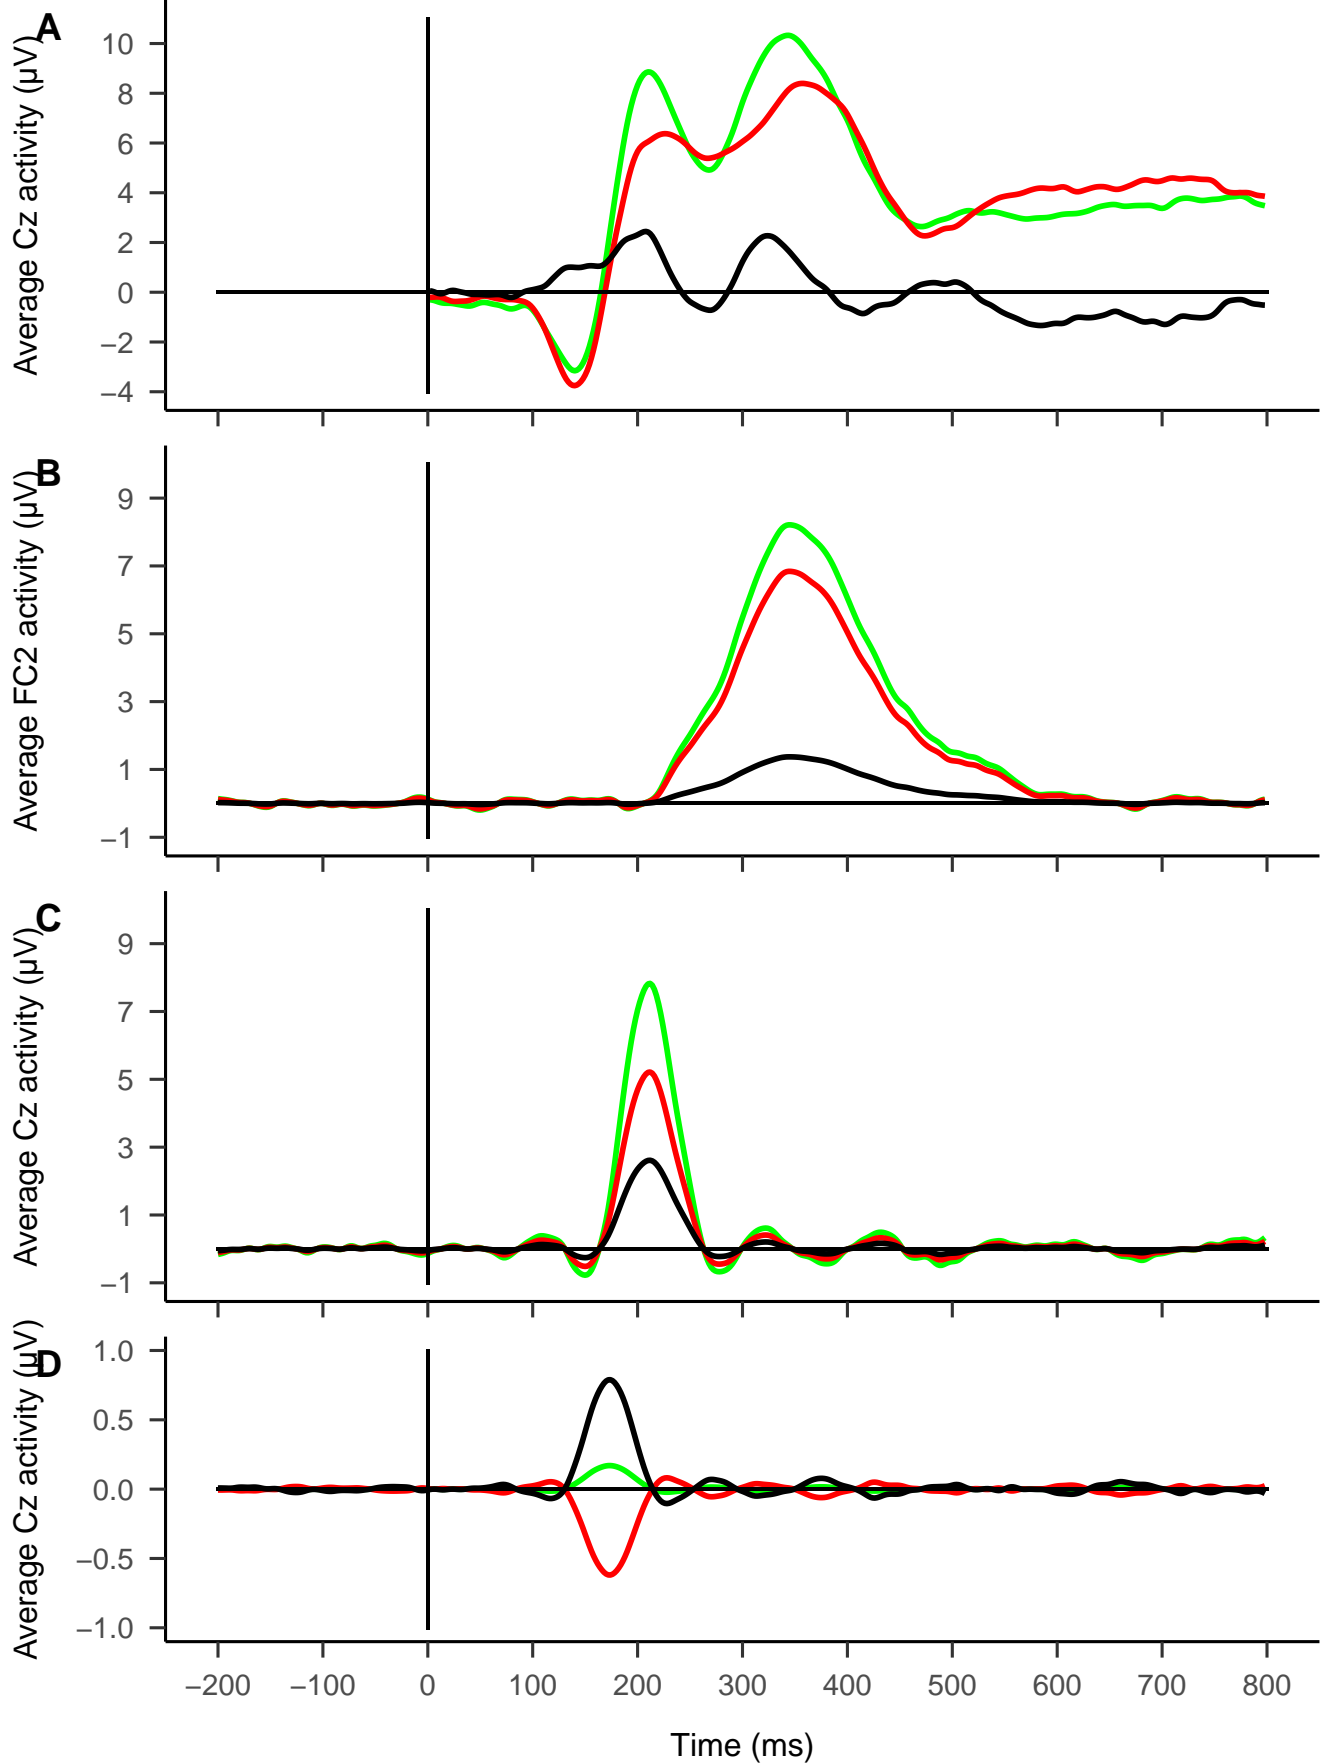 A
Average Cz activity (µV)
10
8
6
4
2
0
−2
−4
B
Average FC2 activity (µV)
9
7
5
3
1
−1
C
Average Cz activity (µV)
9
7
5
3
1
−1
D
Average Cz activity (µV)
1.0
0.5
0.0
−0.5
−1.0
−200 −100 0 100 200 300 400 500 600 700 800
Time (ms)